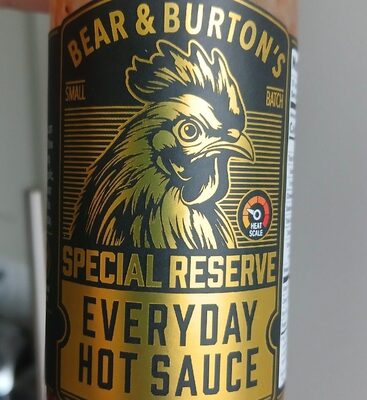 BEAR & BURTON'S
SMALL BATCH
HEAT
SCALE
SPECIAL RESERVE
EVERYDAY
HOT SAUCE